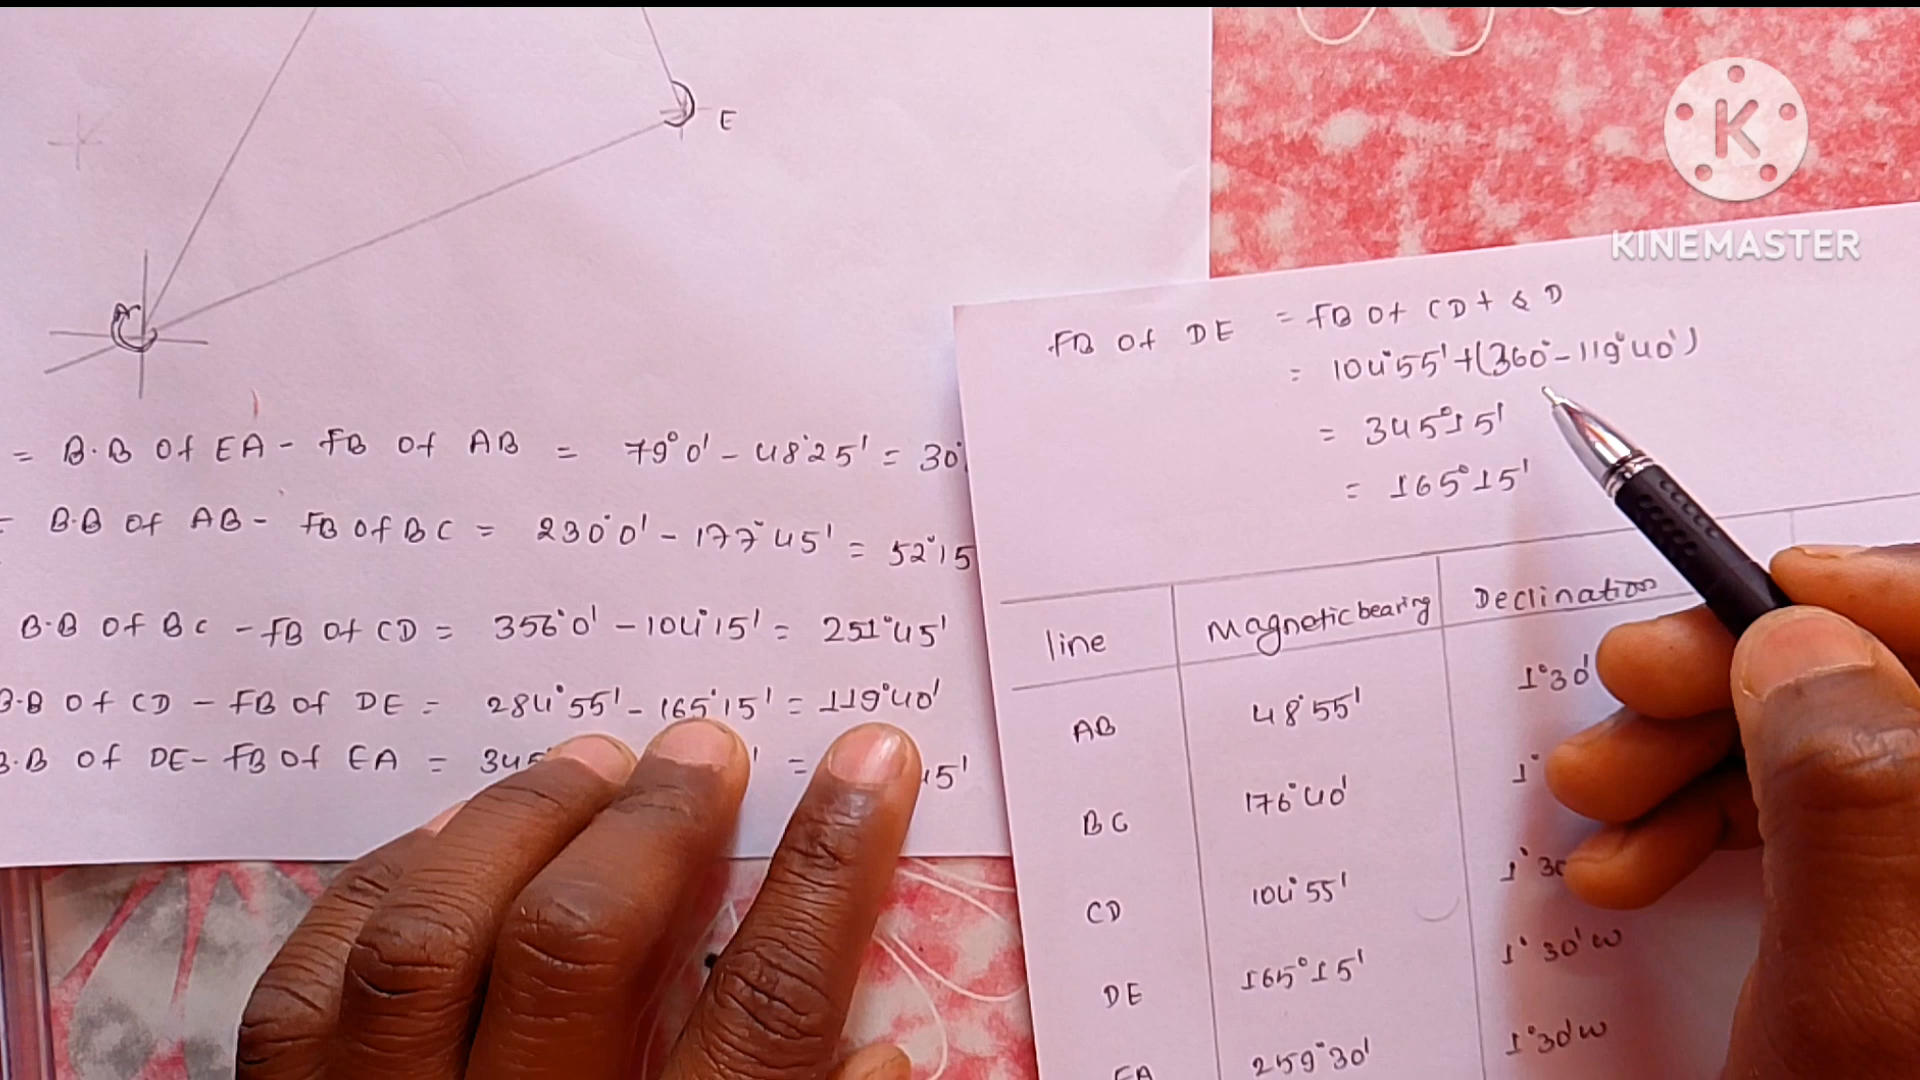 E
A
= B.B of EA - FB of AB = 79°0' - 48°25' = 30°
= B.B of AB - FB of BC = 230°0' - 177°45' = 52°15
B.B of BC - FB of CD = 356°0' - 104°15' = 251°45'
B.B of CD - FB of DE = 284°55' - 165°15' = 119°40'
B.B of DE - FB of EA = 345 ' = 45'
K
KINEMASTER
FB of DE = FB of CD + ∡ D
= 104°55' + (360° - 119°40')
= 345°15'
= 165°15'
line Magnetic bearing Declination
AB 48°55' 1°30'
BC 176°40' 1°
CD 104°55' 1°30
DE 165°15' 1°30'W
EA 259°30' 1°30'W